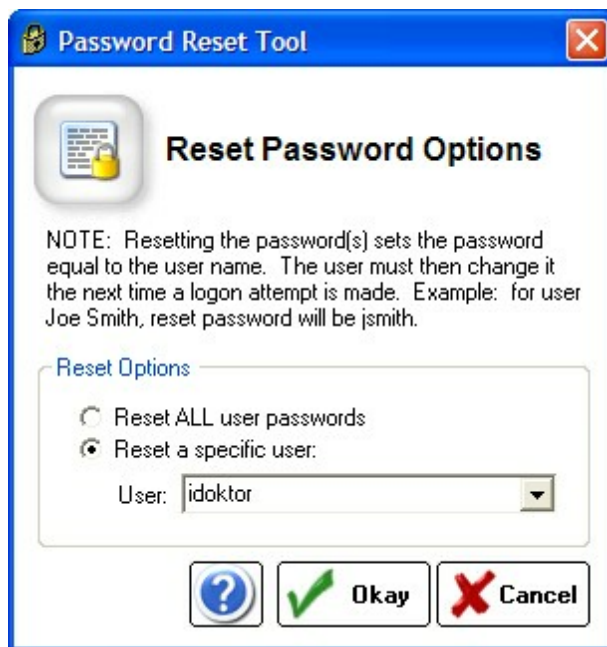 Password Reset Tool
Reset Password Options
NOTE:  Resetting the password(s) sets the password
equal to the user name.  The user must then change it
the next time a logon attempt is made.  Example:  for user
Joe Smith, reset password will be jsmith.
Reset Options
Reset ALL user passwords
Reset a specific user:
User: idoktor
? Okay Cancel